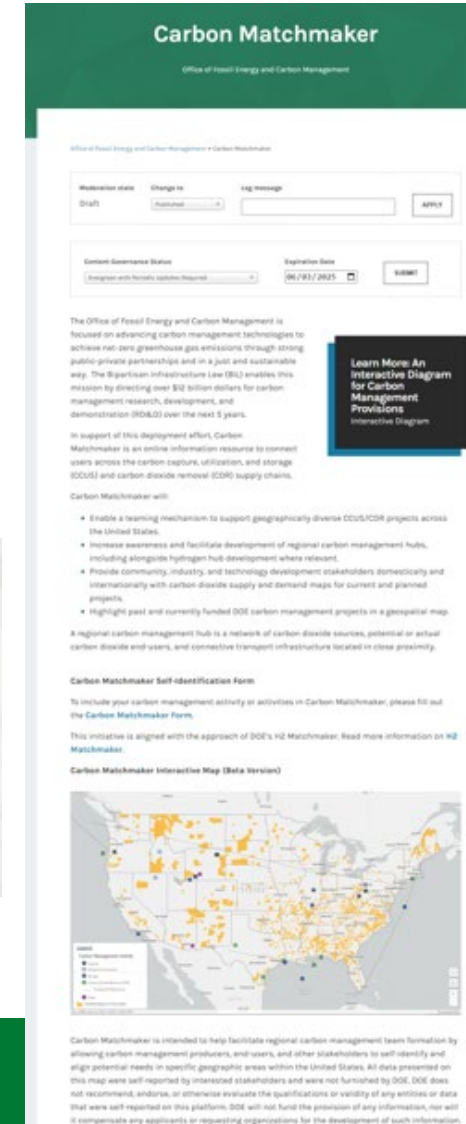 Carbon Matchmaker
Office of Fossil Energy and Carbon Management
Office of Fossil Energy and Carbon Management » Carbon Matchmaker
Moderation state Change to Log message
Draft Published APPLY
Content Governance Status Expiration Date
Evergreen with Periodic Updates Required 06/03/2025 SUBMIT
The Office of Fossil Energy and Carbon Management is
focused on advancing carbon management technologies to
achieve net-zero greenhouse gas emissions through strong
public-private partnerships and in a just and sustainable
way. The Bipartisan Infrastructure Law (BIL) enables this
mission by directing over $12 billion dollars for carbon
management research, development, and
demonstration (RD&D) over the next 5 years.
Learn More: An
Interactive Diagram
for Carbon
Management
Provisions
Interactive Diagram
In support of this deployment effort, Carbon
Matchmaker is an online information resource to connect
users across the carbon capture, utilization, and storage
(CCUS) and carbon dioxide removal (CDR) supply chains.
Carbon Matchmaker will:
• Enable a teaming mechanism to support geographically diverse CCUS/CDR projects across
the United States.
• Increase awareness and facilitate development of regional carbon management hubs,
including alongside hydrogen hub development where relevant.
• Provide community, industry, and technology development stakeholders domestically and
internationally with carbon dioxide supply and demand maps for current and planned
projects.
• Highlight past and currently funded DOE carbon management projects in a geospatial map.
A regional carbon management hub is a network of carbon dioxide sources, potential or actual
carbon dioxide end-users, and connective transport infrastructure located in close proximity.
Carbon Matchmaker Self-Identification Form
To include your carbon management activity or activities in Carbon Matchmaker, please fill out
the Carbon Matchmaker Form.
This initiative is aligned with the approach of DOE's H2 Matchmaker. Read more information on H2
Matchmaker.
Carbon Matchmaker Interactive Map (Beta Version)
Carbon Matchmaker is intended to help facilitate regional carbon management team formation by
allowing carbon management producers, end-users, and other stakeholders to self-identify and
align potential needs in specific geographic areas within the United States. All data presented on
this map were self-reported by interested stakeholders and were not furnished by DOE. DOE does
not recommend, endorse, or otherwise evaluate the qualifications or validity of any entities or data
that were self-reported on this platform. DOE will not fund the provision of any information, nor will
it compensate any applicants or requesting organizations for the development of such information.